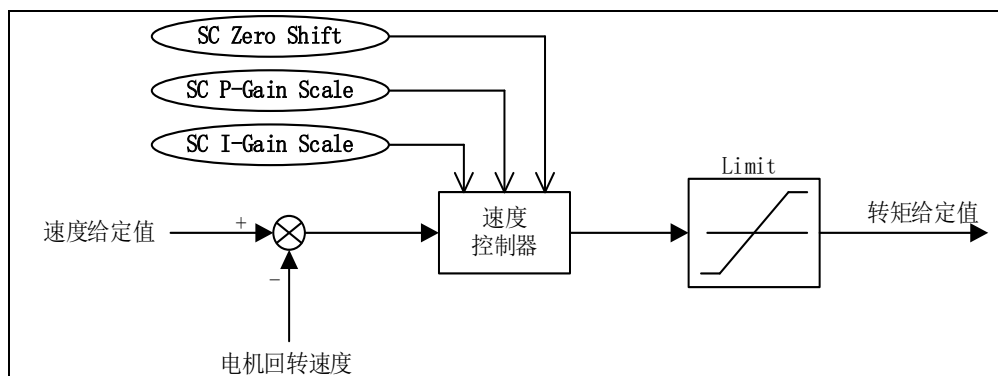 SC Zero Shift
SC P-Gain Scale
SC I-Gain Scale
Limit
速度给定值
+
速度
控制器
转矩给定值
−
电机回转速度